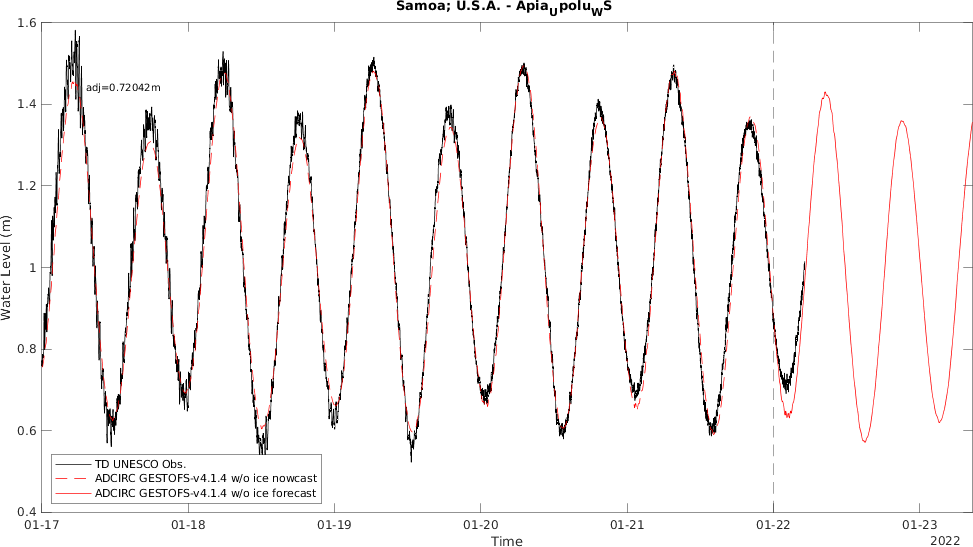 Samoa; U.S.A. - ApiaUpoluWS
1.6
1.4
1.2
1
0.8
0.6
0.4
Water Level (m)
adj=0.72042m
TD UNESCO Obs.
ADCIRC GESTOFS-v4.1.4 w/o ice nowcast
ADCIRC GESTOFS-v4.1.4 w/o ice forecast
01-17 01-18 01-19 01-20 01-21 01-22 01-23
Time
2022